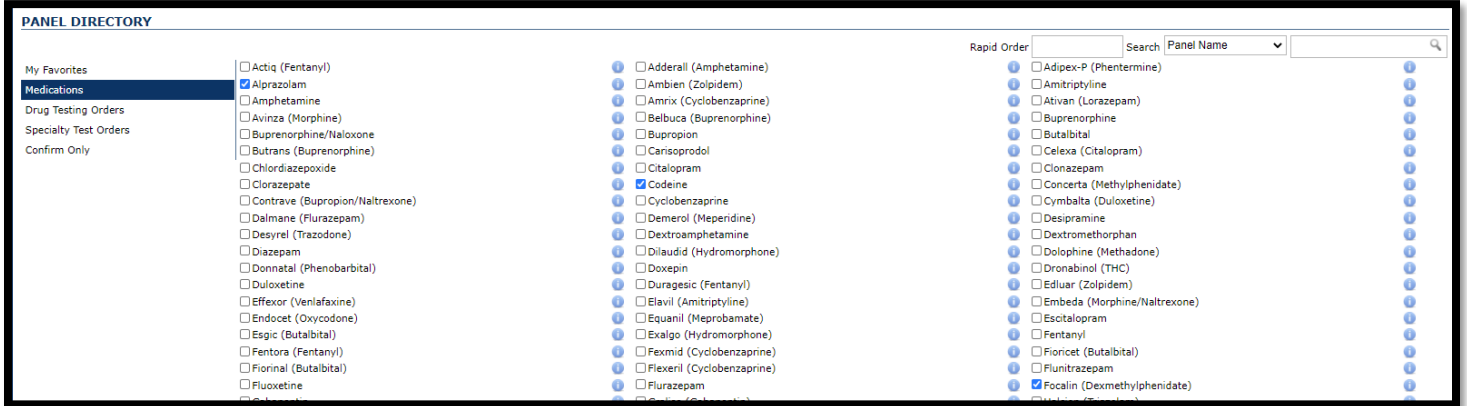 PANEL DIRECTORY
Rapid Order Search Panel Name
My Favorites
Medications
Drug Testing Orders
Specialty Test Orders
Confirm Only
Actiq (Fentanyl) Adderall (Amphetamine) Adipex-P (Phentermine)
Alprazolam Ambien (Zolpidem) Amitriptyline
Amphetamine Amrix (Cyclobenzaprine) Ativan (Lorazepam)
Avinza (Morphine) Belbuca (Buprenorphine) Buprenorphine
Buprenorphine/Naloxone Bupropion Butalbital
Butrans (Buprenorphine) Carisoprodol Celexa (Citalopram)
Chlordiazepoxide Citalopram Clonazepam
Clorazepate Codeine Concerta (Methylphenidate)
Contrave (Bupropion/Naltrexone) Cyclobenzaprine Cymbalta (Duloxetine)
Dalmane (Flurazepam) Demerol (Meperidine) Desipramine
Desyrel (Trazodone) Dextroamphetamine Dextromethorphan
Diazepam Dilaudid (Hydromorphone) Dolophine (Methadone)
Donnatal (Phenobarbital) Doxepin Dronabinol (THC)
Duloxetine Duragesic (Fentanyl) Edluar (Zolpidem)
Effexor (Venlafaxine) Elavil (Amitriptyline) Embeda (Morphine/Naltrexone)
Endocet (Oxycodone) Equanil (Meprobamate) Escitalopram
Esgic (Butalbital) Exalgo (Hydromorphone) Fentanyl
Fentora (Fentanyl) Fexmid (Cyclobenzaprine) Fioricet (Butalbital)
Fiorinal (Butalbital) Flexeril (Cyclobenzaprine) Flunitrazepam
Fluoxetine Flurazepam Focalin (Dexmethylphenidate)